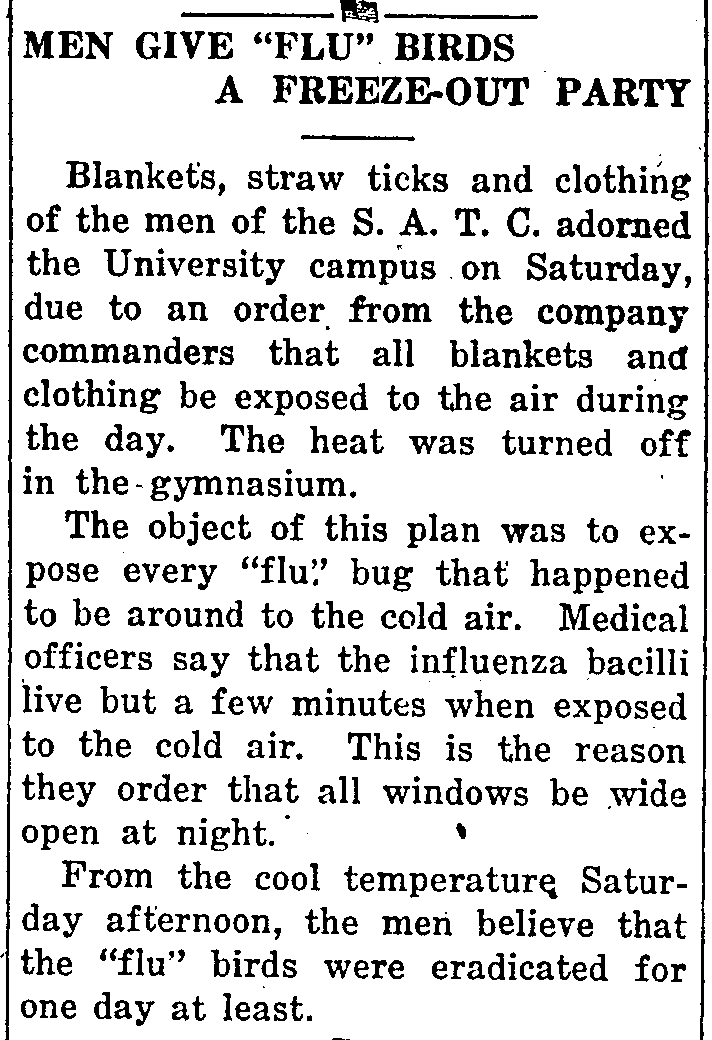 MEN GIVE "FLU" BIRDS
A FREEZE-OUT PARTY
Blankets, straw ticks and clothing
of the men of the S. A. T. C. adorned
the University campus on Saturday,
due to an order from the company
commanders that all blankets and
clothing be exposed to the air during
the day. The heat was turned off
in the gymnasium.
The object of this plan was to ex-
pose every "flu" bug that happened
to be around to the cold air. Medical
officers say that the influenza bacilli
live but a few minutes when exposed
to the cold air. This is the reason
they order that all windows be wide
open at night.
From the cool temperature Satur-
day afternoon, the men believe that
the "flu" birds were eradicated for
one day at least.